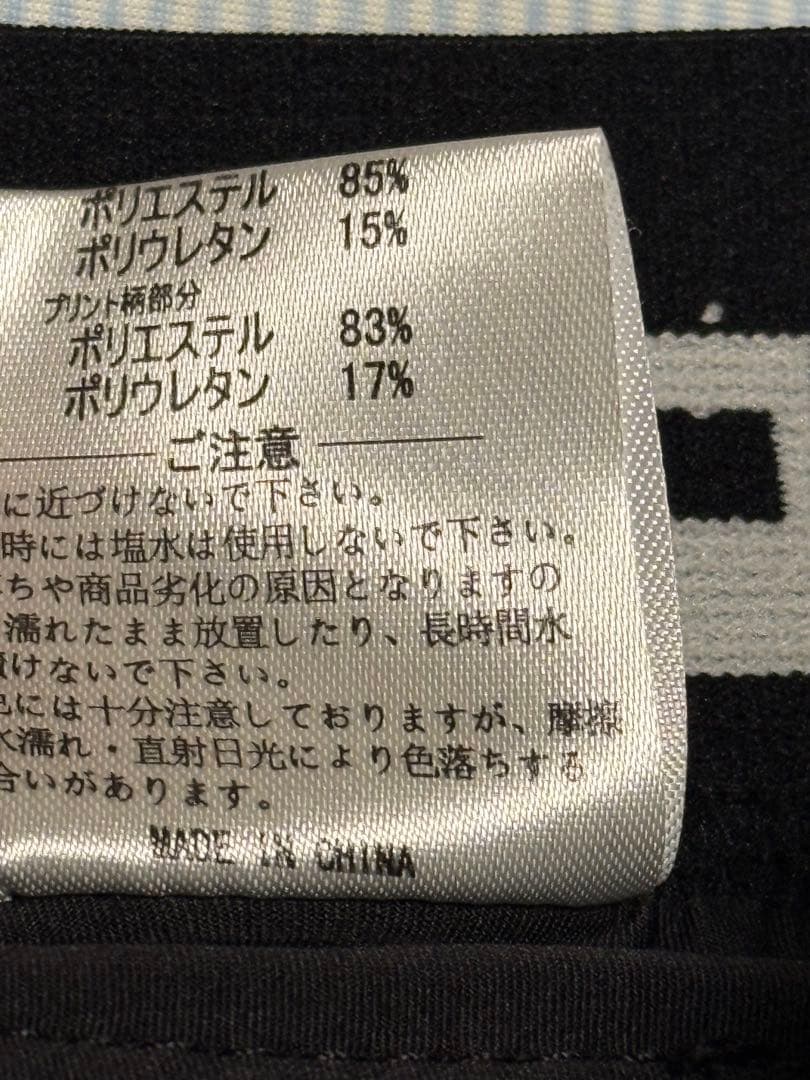 ポリエステル 85%
ポリウレタン 15%
プリント柄部分
ポリエステル 83%
ポリウレタン 17%
ご注意
に近づけないで下さい。
時には塩水は使用しないで下さい。
ちや商品劣化の原因となりますの
濡れたまま放置したり、長時間水
けないで下さい。
には十分注意しておりますが、摩擦
水濡れ・直射日光により色落ちする
合いがあります。
MADE IN CHINA